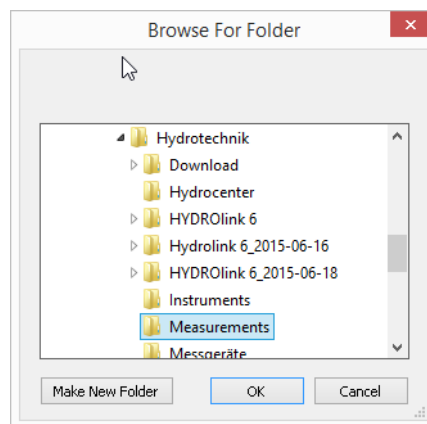 Browse For Folder
Hydrotechnik
Download
Hydrocenter
HYDROlink 6
Hydrolink 6_2015-06-16
HYDROlink 6_2015-06-18
Instruments
Measurements
Messgeräte
Make New Folder
OK
Cancel